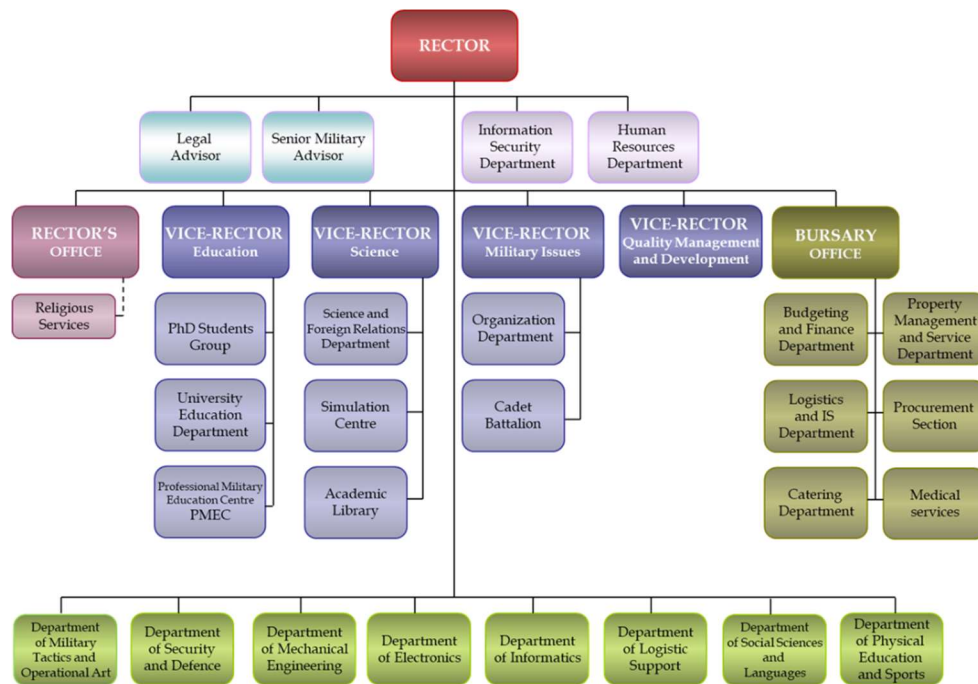 RECTOR
Legal
Advisor
Senior Military
Advisor
Information
Security
Department
Human
Resources
Department
RECTOR'S
OFFICE
VICE-RECTOR
Education
VICE-RECTOR
Science
VICE-RECTOR
Military Issues
VICE-RECTOR
Quality Management
and Development
BURSARY
OFFICE
Religious
Services
PhD Students
Group
University
Education
Department
Professional Military
Education Centre
PMEC
Science and
Foreign Relations
Department
Simulation
Centre
Academic
Library
Organization
Department
Cadet
Battalion
Budgeting
and Finance
Department
Property
Management
and Service
Department
Logistics
and IS
Department
Procurement
Section
Catering
Department
Medical
services
Department
of Military
Tactics and
Operational Art
Department
of Security
and Defence
Department
of Mechanical
Engineering
Department
of Electronics
Department
of Informatics
Department
of Logistic
Support
Department
of Social Sciences
and
Languages
Department
of Physical
Education
and Sports